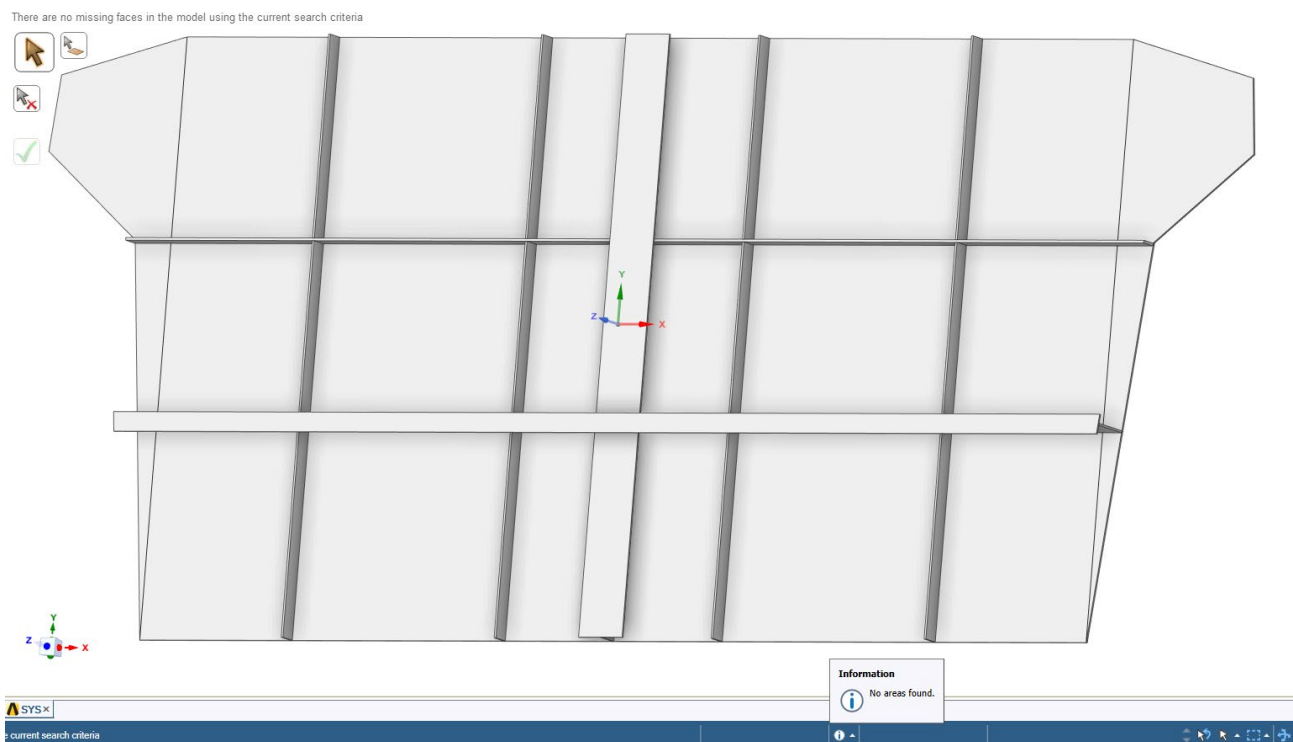 There are no missing faces in the model using the current search criteria
Y
Z
X
Y
Z
X
Information
No areas found.
SYS×
current search criteria